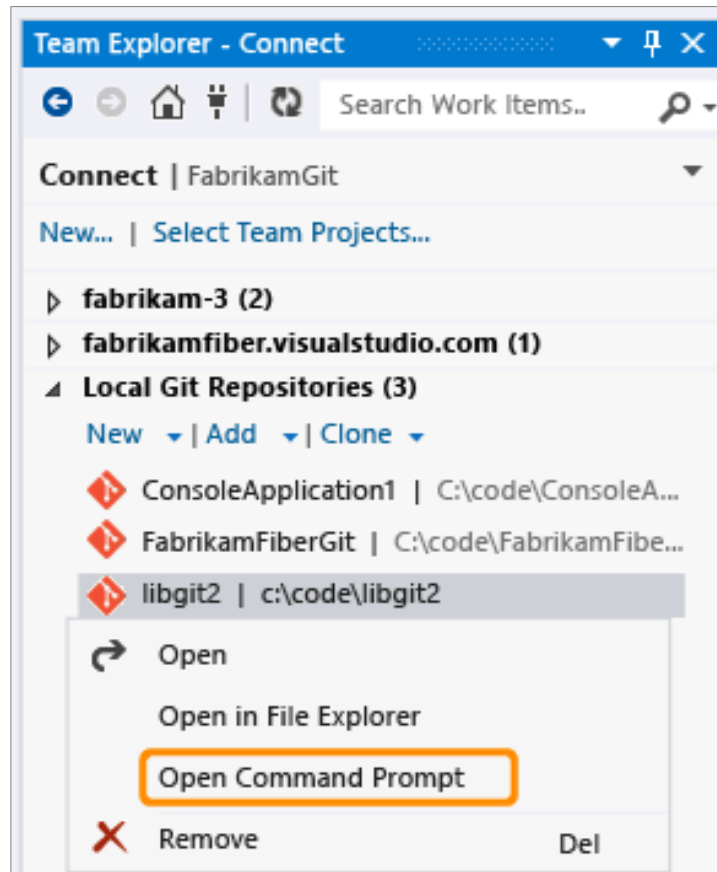 Team Explorer - Connect
Search Work Items..
Connect | FabrikamGit
New... | Select Team Projects...
fabrikam-3 (2)
fabrikamfiber.visualstudio.com (1)
Local Git Repositories (3)
New | Add | Clone
ConsoleApplication1 | C:\code\ConsoleA...
FabrikamFiberGit | C:\code\FabrikamFibe...
libgit2 | c:\code\libgit2
Open
Open in File Explorer
Open Command Prompt
Remove Del